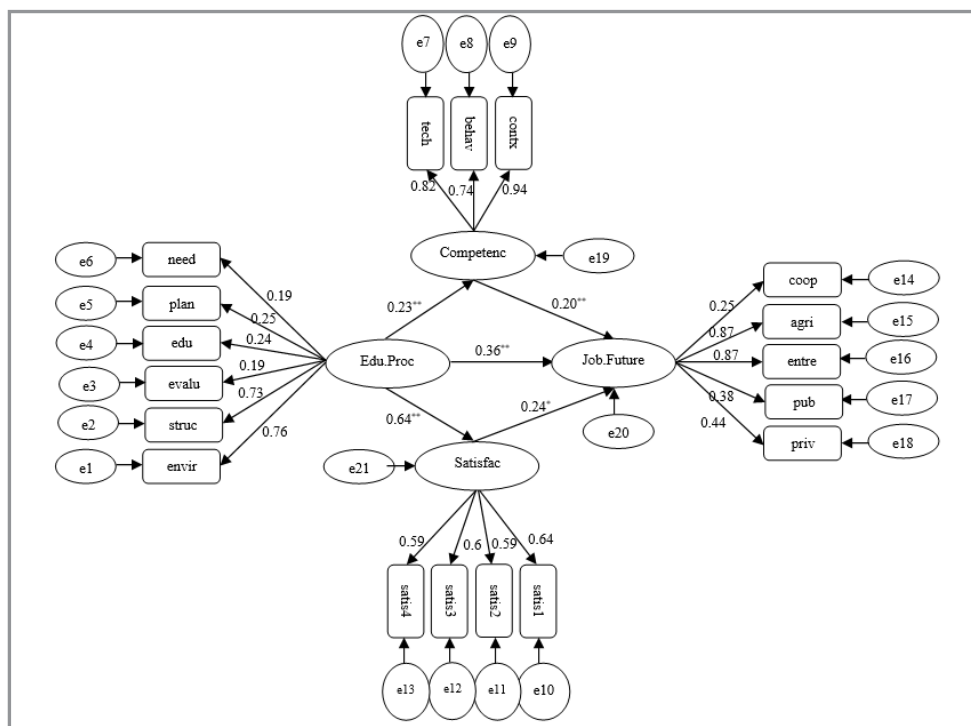 e7
e8
e9
tech
behav
contx
0.82
0.74
0.94
Competenc
e19
e6
need
e5
plan
e4
edu
e3
evalu
e2
struc
e1
envir
0.19
0.25
0.24
0.19
0.73
0.76
Edu.Proc
0.23**
0.20**
0.36**
0.64**
0.24*
Job.Future
e20
e21
Satisfac
0.25
0.87
0.87
0.38
0.44
coop
e14
agri
e15
entre
e16
pub
e17
priv
e18
0.59
0.6
0.59
0.64
satis4
satis3
satis2
satis1
e13
e12
e11
e10